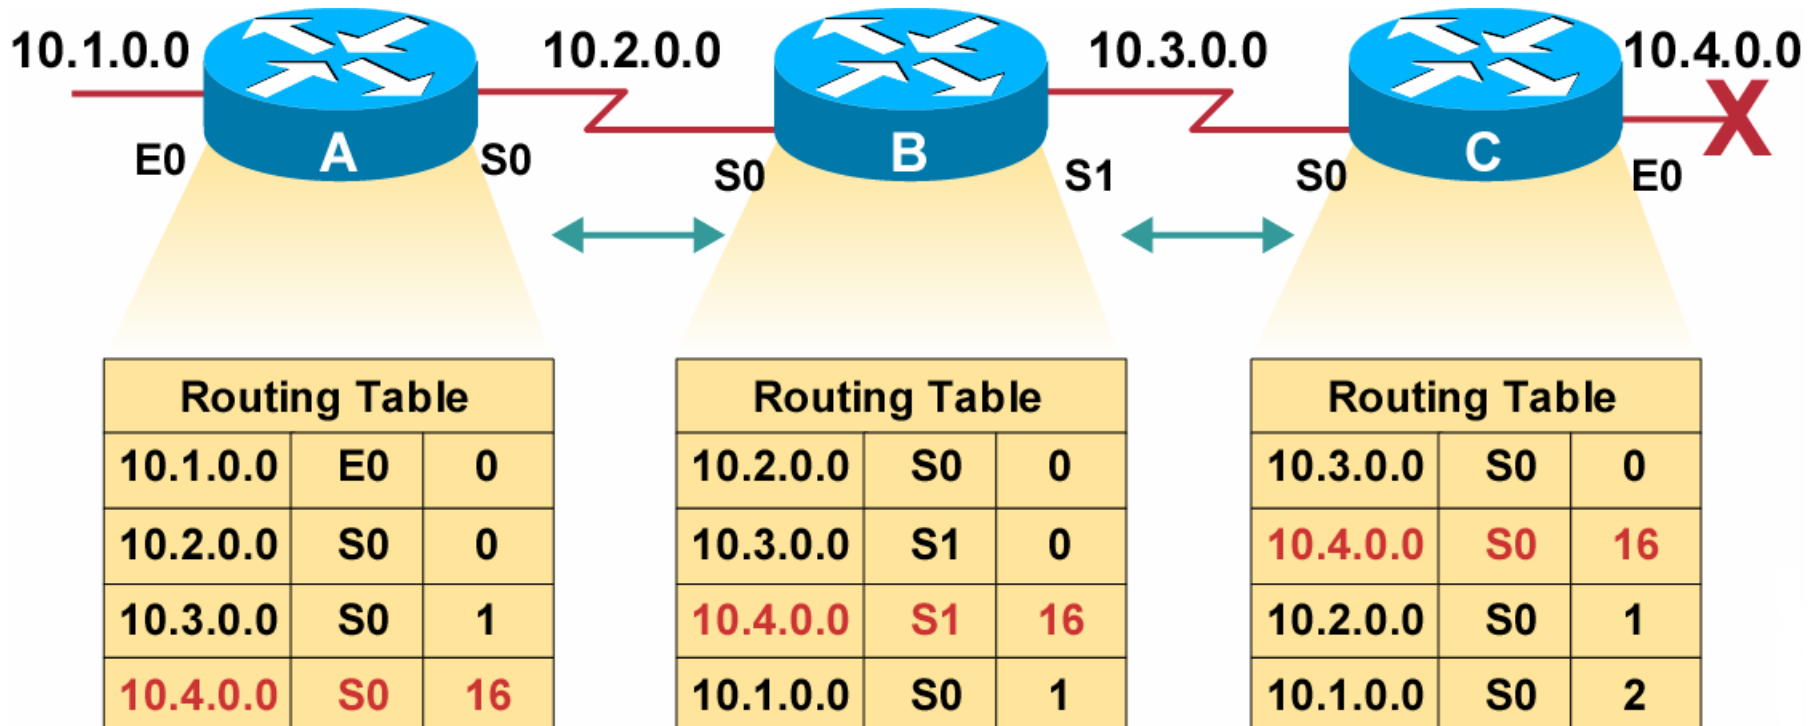 10.1.0.0 10.2.0.0 10.3.0.0 10.4.0.0
A B C X
E0 S0 S0 S1 S0 E0
Routing Table
10.1.0.0 E0 0
10.2.0.0 S0 0
10.3.0.0 S0 1
10.4.0.0 S0 16
Routing Table
10.2.0.0 S0 0
10.3.0.0 S1 0
10.4.0.0 S1 16
10.1.0.0 S0 1
Routing Table
10.3.0.0 S0 0
10.4.0.0 S0 16
10.2.0.0 S0 1
10.1.0.0 S0 2